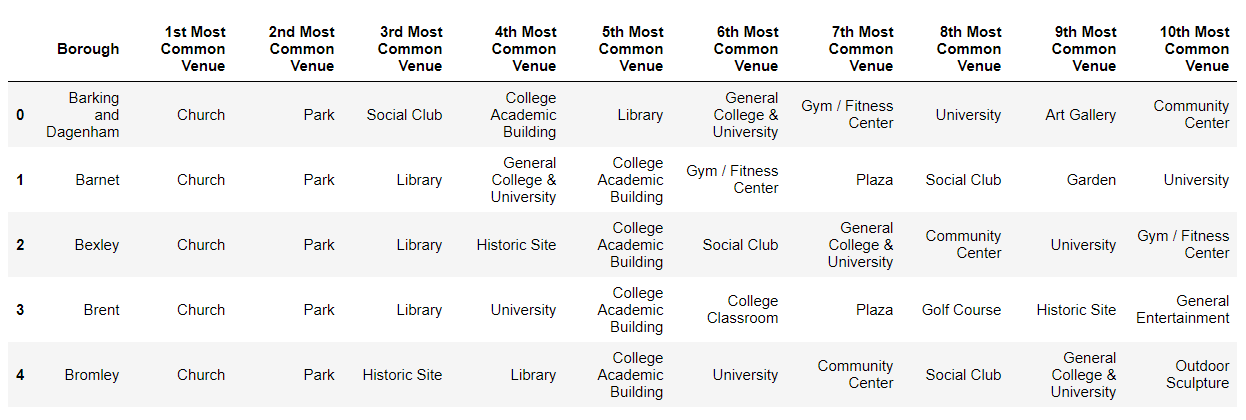 Borough 1st Most Common Venue 2nd Most Common Venue 3rd Most Common Venue 4th Most Common Venue 5th Most Common Venue 6th Most Common Venue 7th Most Common Venue 8th Most Common Venue 9th Most Common Venue 10th Most Common Venue
0 Barking and Dagenham Church Park Social Club College Academic Building Library General College & University Gym / Fitness Center University Art Gallery Community Center
1 Barnet Church Park Library General College & University College Academic Building Gym / Fitness Center Plaza Social Club Garden University
2 Bexley Church Park Library Historic Site College Academic Building Social Club General College & University Community Center University Gym / Fitness Center
3 Brent Church Park Library University College Academic Building College Classroom Plaza Golf Course Historic Site General Entertainment
4 Bromley Church Park Historic Site Library College Academic Building University Community Center Social Club General College & University Outdoor Sculpture